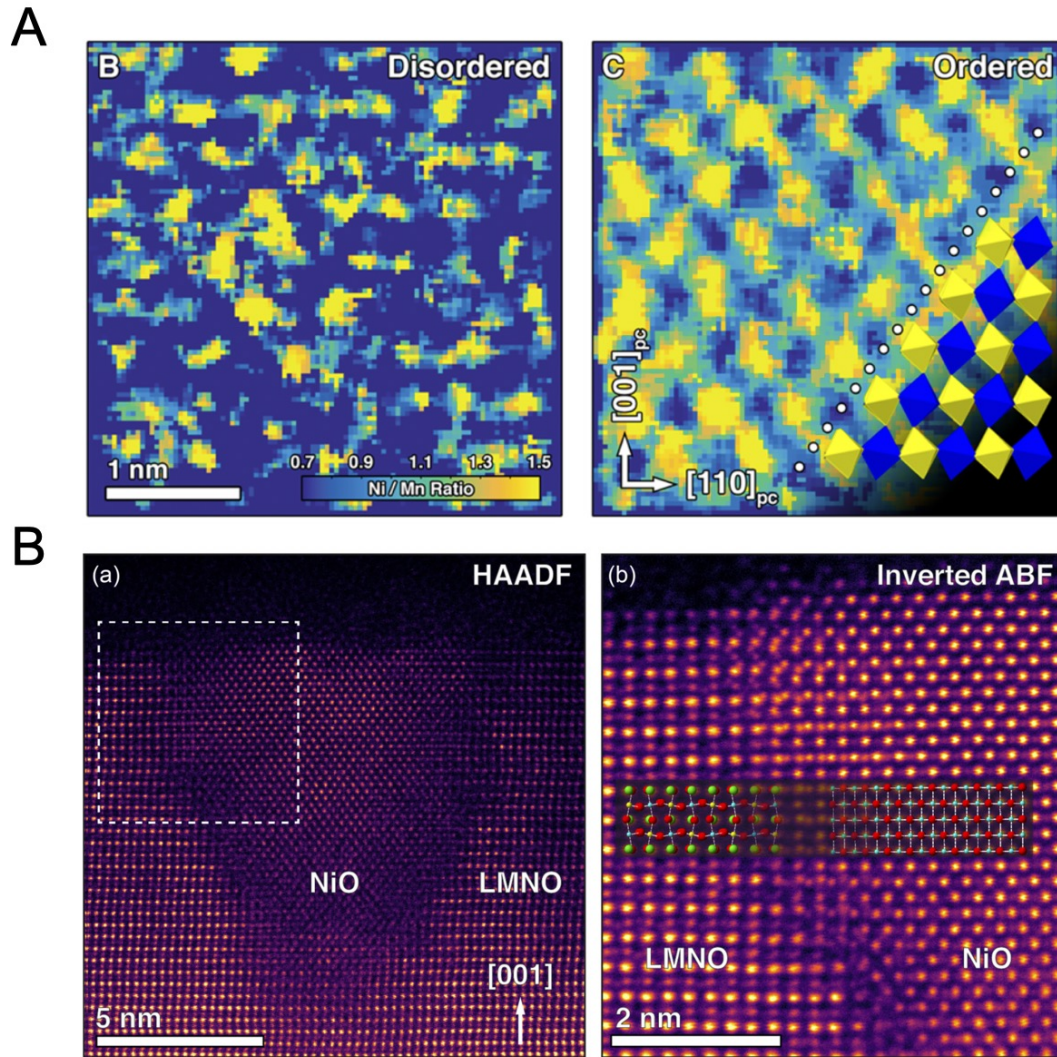 A
B
Disordered
C
Ordered
1 nm
0.7 0.9 1.1 1.3 1.5
Ni / Mn Ratio
[001]pc
[110]pc
B
(a)
HAADF
(b)
Inverted ABF
NiO
LMNO
[001]
5 nm
LMNO
NiO
2 nm